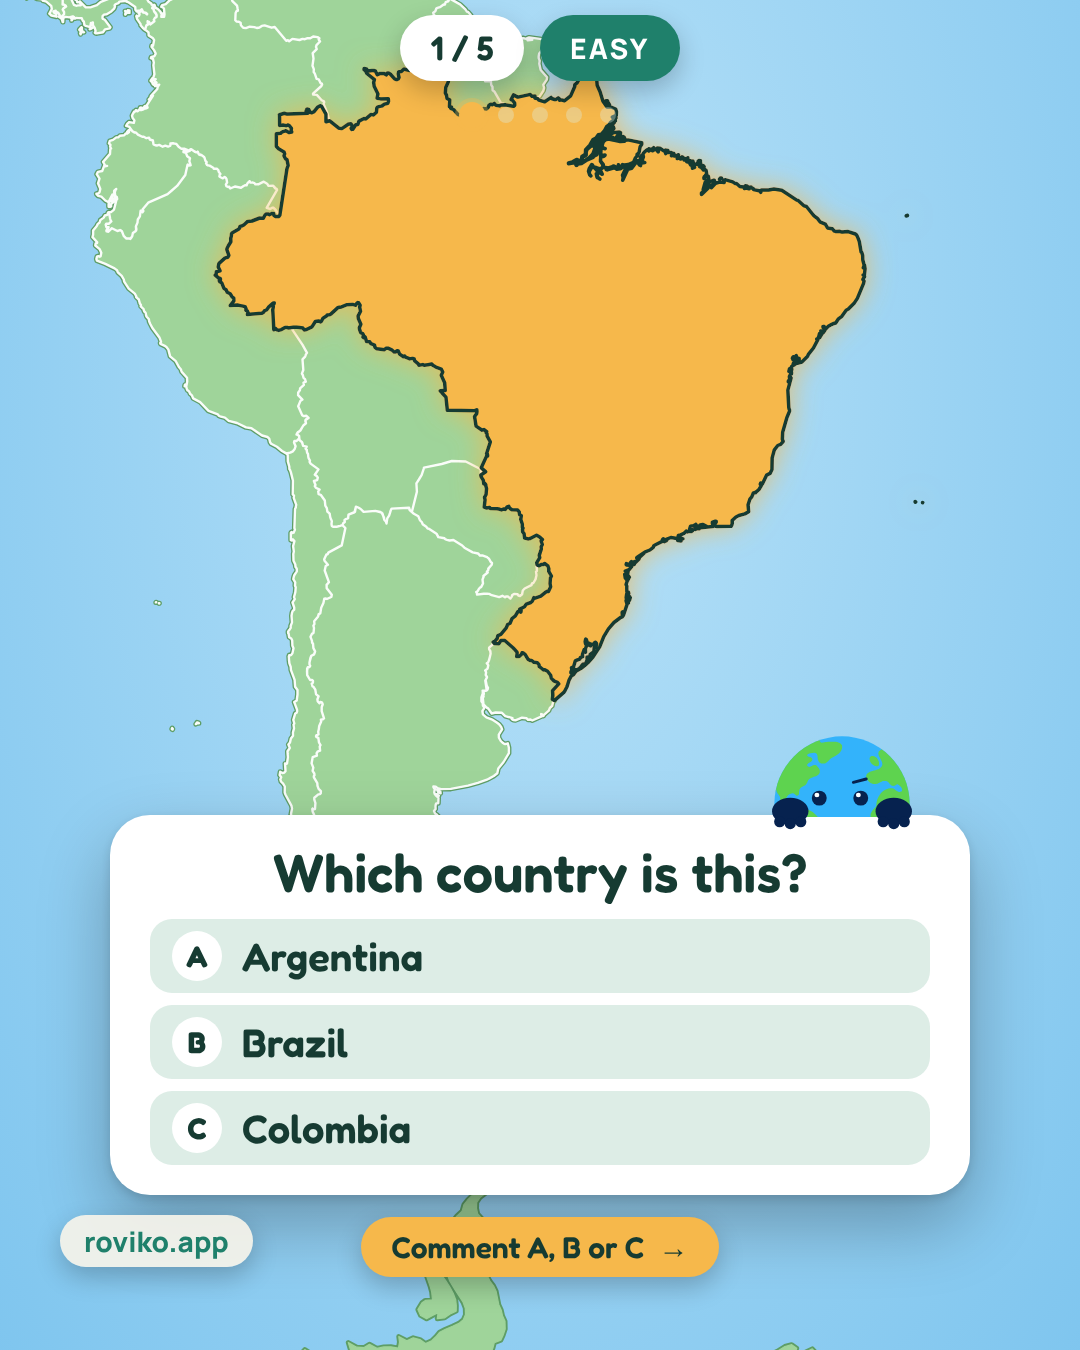 1 / 5
EASY
Which country is this?
A Argentina
B Brazil
C Colombia
roviko.app
Comment A, B or C →